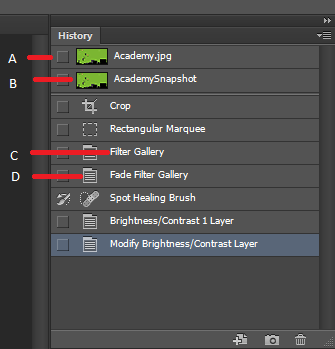 History
A
Academy.jpg
B
AcademySnapshot
Crop
Rectangular Marquee
C
Filter Gallery
D
Fade Filter Gallery
Spot Healing Brush
Brightness/Contrast 1 Layer
Modify Brightness/Contrast Layer